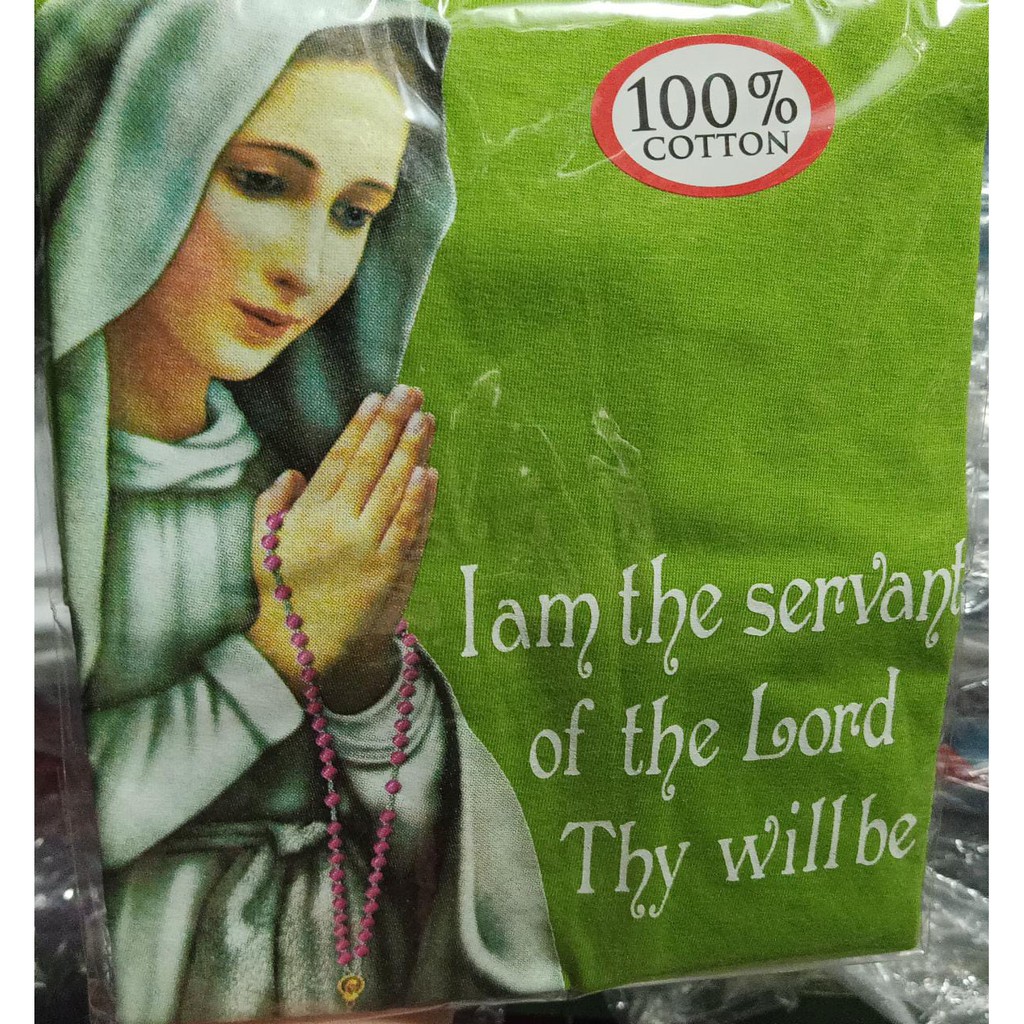 100%
COTTON
I am the servant
of the Lord
Thy will be